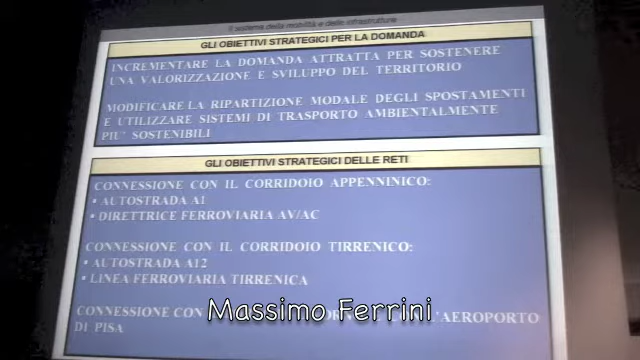 Il sistema della mobilità e delle infrastrutture
GLI OBIETTIVI STRATEGICI PER LA DOMANDA
INCREMENTARE LA DOMANDA ATTRATTA PER SOSTENERE
UNA VALORIZZAZIONE E SVILUPPO DEL TERRITORIO
MODIFICARE LA RIPARTIZIONE MODALE DEGLI SPOSTAMENTI
E UTILIZZARE SISTEMI DI TRASPORTO AMBIENTALMENTE
PIU' SOSTENIBILI
GLI OBIETTIVI STRATEGICI DELLE RETI
CONNESSIONE CON IL CORRIDOIO APPENNINICO:
• AUTOSTRADA A1
• DIRETTRICE FERROVIARIA AV/AC
CONNESSIONE CON IL CORRIDOIO TIRRENICO:
• AUTOSTRADA A12
• LINEA FERROVIARIA TIRRENICA
CONNESSIONE CON L'AEROPORTO
DI PISA
Massimo Ferrini